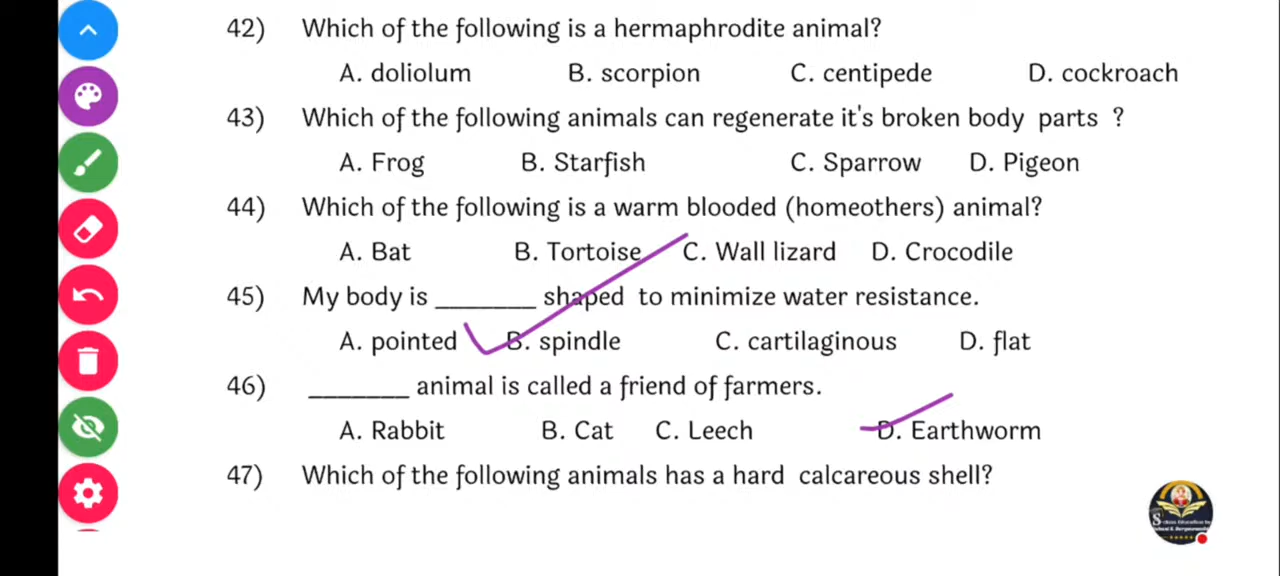 42) Which of the following is a hermaphrodite animal?
A. doliolum B. scorpion C. centipede D. cockroach
43) Which of the following animals can regenerate it's broken body parts ?
A. Frog B. Starfish C. Sparrow D. Pigeon
44) Which of the following is a warm blooded (homeothers) animal?
A. Bat B. Tortoise C. Wall lizard D. Crocodile
45) My body is _______ shaped to minimize water resistance.
A. pointed B. spindle C. cartilaginous D. flat
46) _______ animal is called a friend of farmers.
A. Rabbit B. Cat C. Leech D. Earthworm
47) Which of the following animals has a hard calcareous shell?